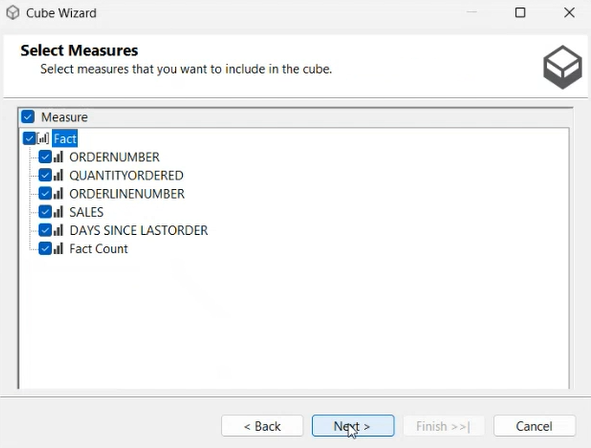 Cube Wizard
Select Measures
Select measures that you want to include in the cube.
Measure
Fact
ORDERNUMBER
QUANTITYORDERED
ORDERLINENUMBER
SALES
DAYS SINCE LASTORDER
Fact Count
< Back Next > Finish >>| Cancel